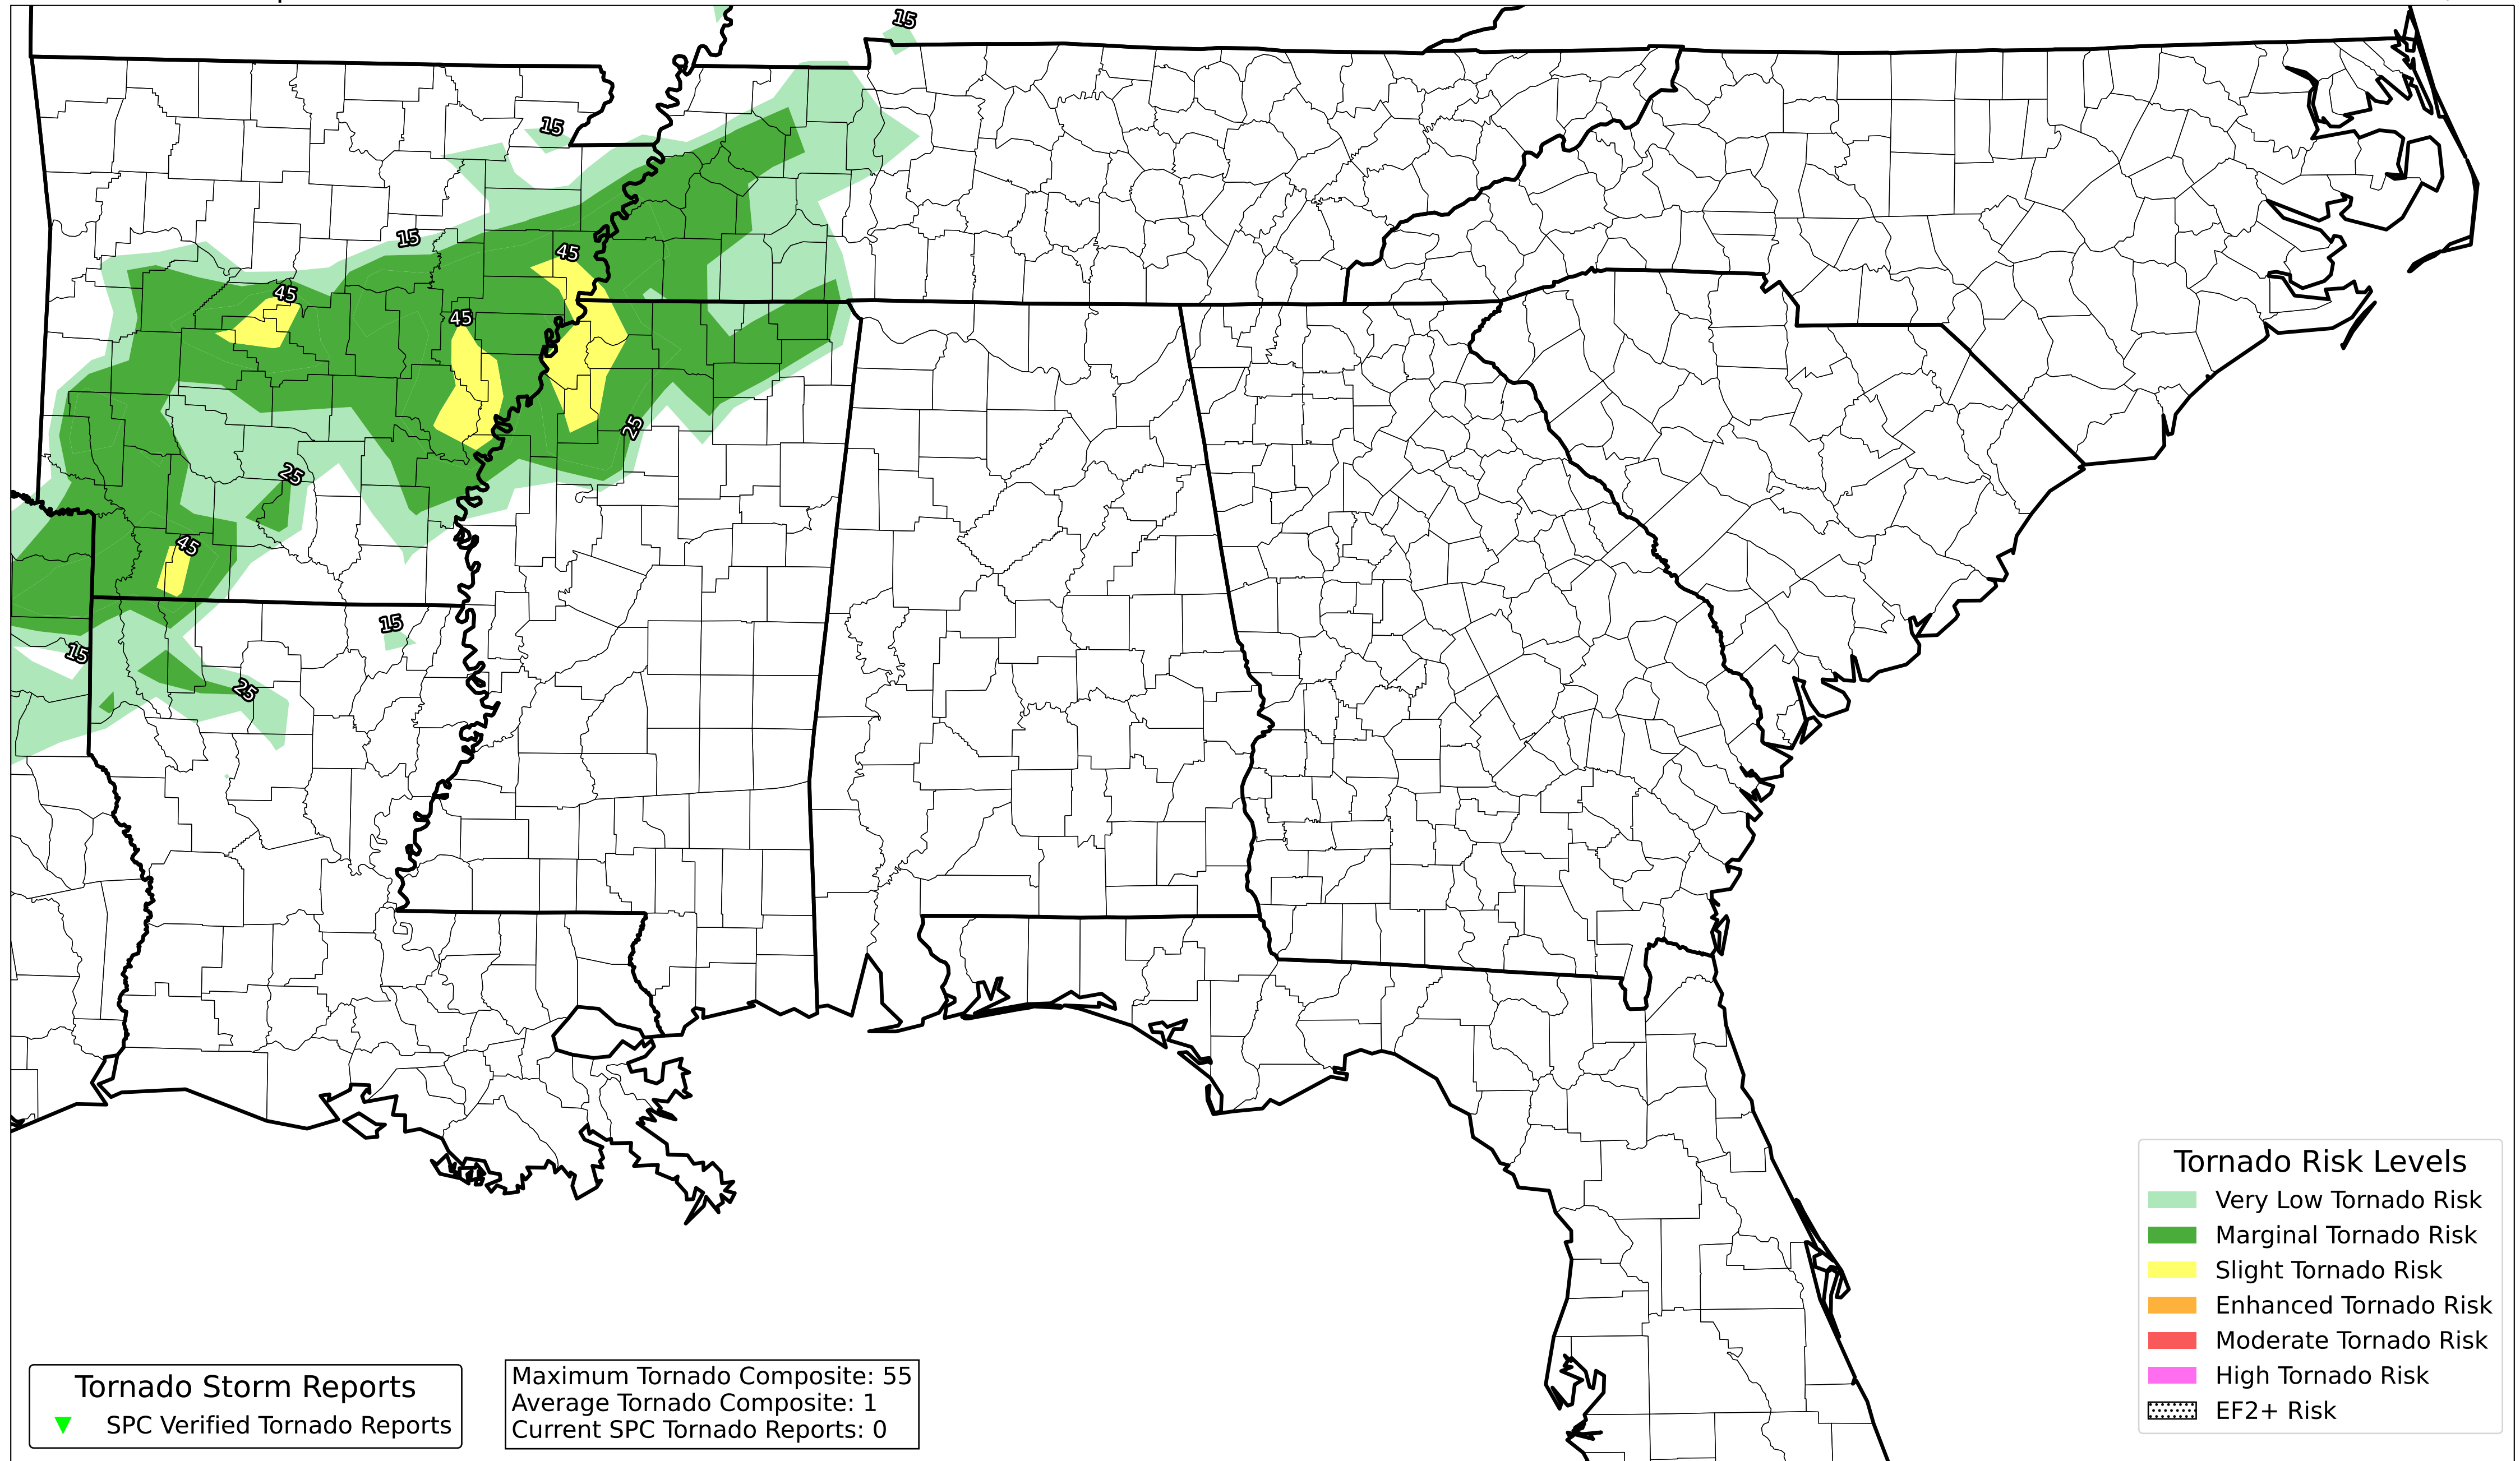 15
15
15
45
45
45
25
25
45
15
15
25
Tornado Risk Levels
Very Low Tornado Risk
Marginal Tornado Risk
Slight Tornado Risk
Enhanced Tornado Risk
Moderate Tornado Risk
High Tornado Risk
EF2+ Risk
Tornado Storm Reports
SPC Verified Tornado Reports
Maximum Tornado Composite: 55
Average Tornado Composite: 1
Current SPC Tornado Reports: 0